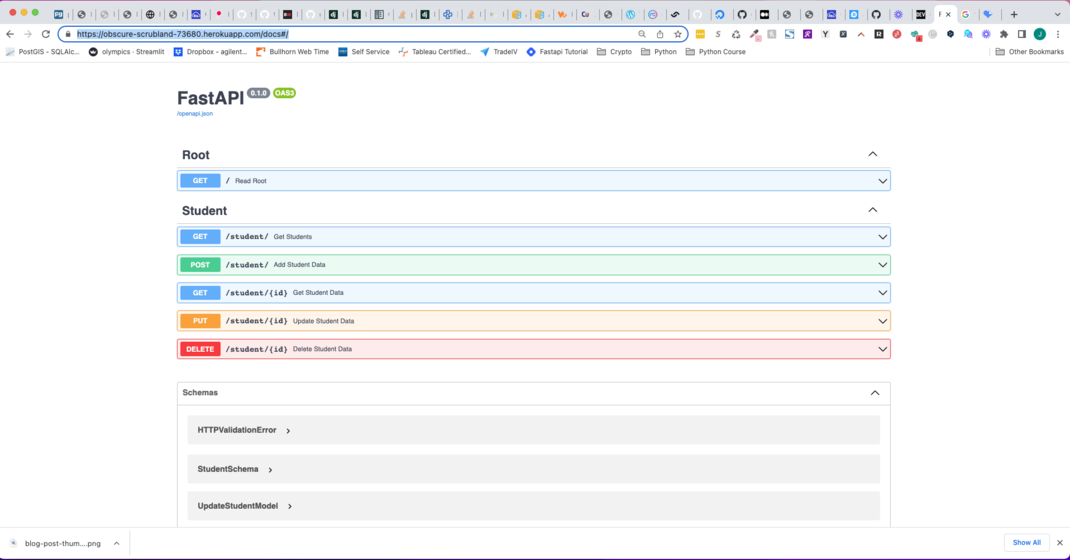 https://obscure-scrubland-73680.herokuapp.com/docs#/
PostGIS – SQLAlc...
olympics · Streamlit
Dropbox - agilent...
Bullhorn Web Time
Self Service
Tableau Certified...
TradeIV
Fastapi Tutorial
Crypto
Python
Python Course
Other Bookmarks
FastAPI 0.1.0 OAS3
/openapi.json
Root
GET / Read Root
Student
GET /student/ Get Students
POST /student/ Add Student Data
GET /student/{id} Get Student Data
PUT /student/{id} Update Student Data
DELETE /student/{id} Delete Student Data
Schemas
HTTPValidationError
StudentSchema
UpdateStudentModel
blog-post-thum....png
Show All